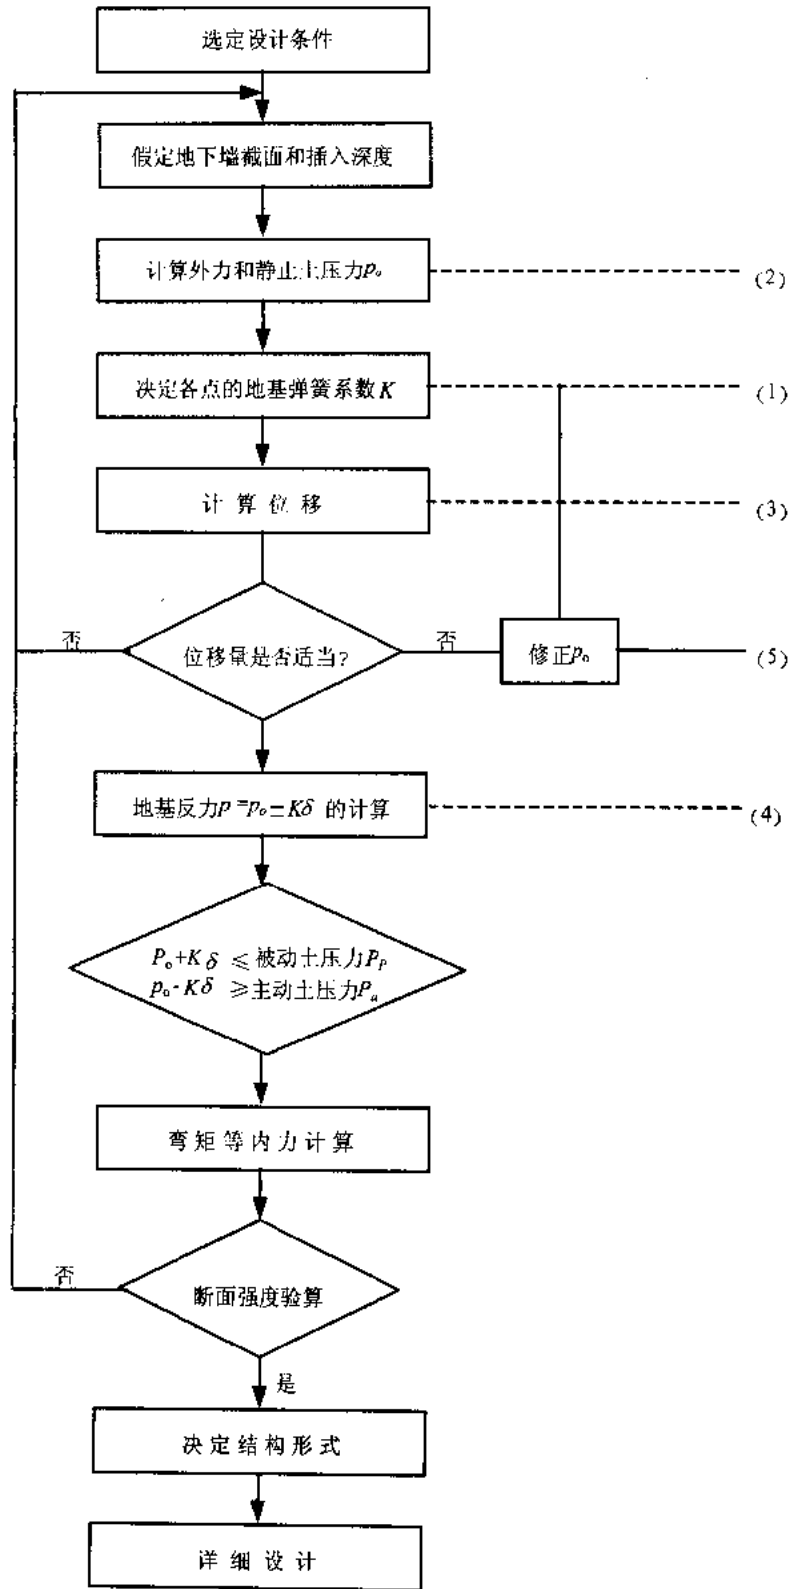 选定设计条件
假定地下墙截面和插入深度
计算外力和静止土压力p₀
(2)
决定各点的地基弹簧系数K
(1)
计算位移
(3)
否
位移量是否适当?
否
修正p₀
(5)
地基反力p=p₀±Kδ的计算
(4)
P₀+Kδ≤被动土压力P_P
p₀-Kδ≥主动土压力P_a
弯矩等内力计算
否
断面强度验算
是
决定结构形式
详细设计